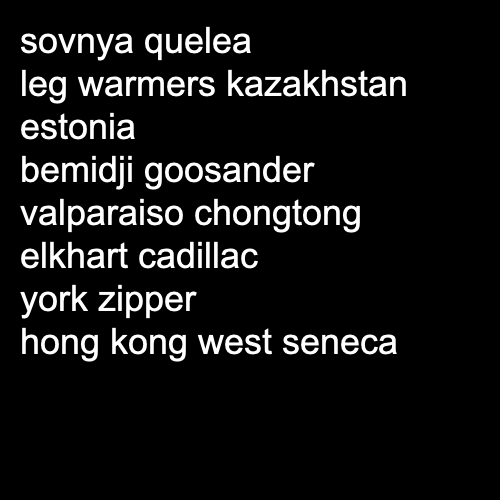 sovnya quelea
leg warmers kazakhstan
estonia
bemidji goosander
valparaiso chongtong
elkhart cadillac
york zipper
hong kong west seneca